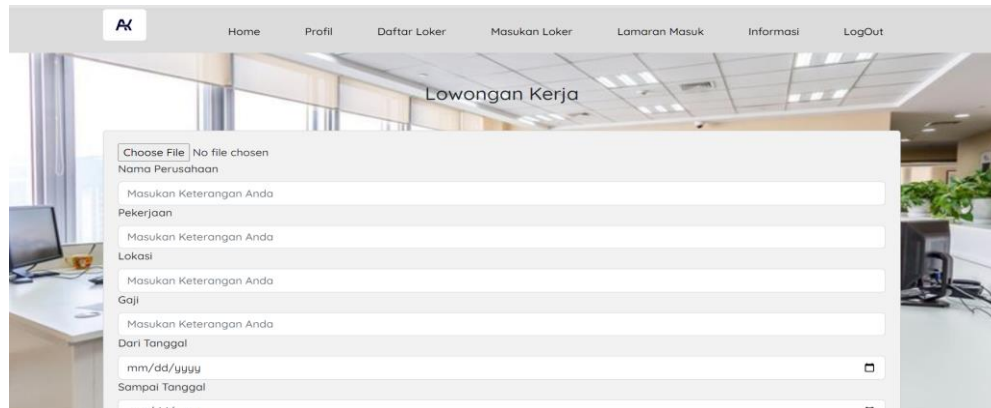 AK
Home Profil Daftar Loker Masukan Loker Lamaran Masuk Informasi LogOut
Lowongan Kerja
Choose File No file chosen
Nama Perusahaan
Masukan Keterangan Anda
Pekerjaan
Masukan Keterangan Anda
Lokasi
Masukan Keterangan Anda
Gaji
Masukan Keterangan Anda
Dari Tanggal
mm/dd/yyyy
Sampai Tanggal